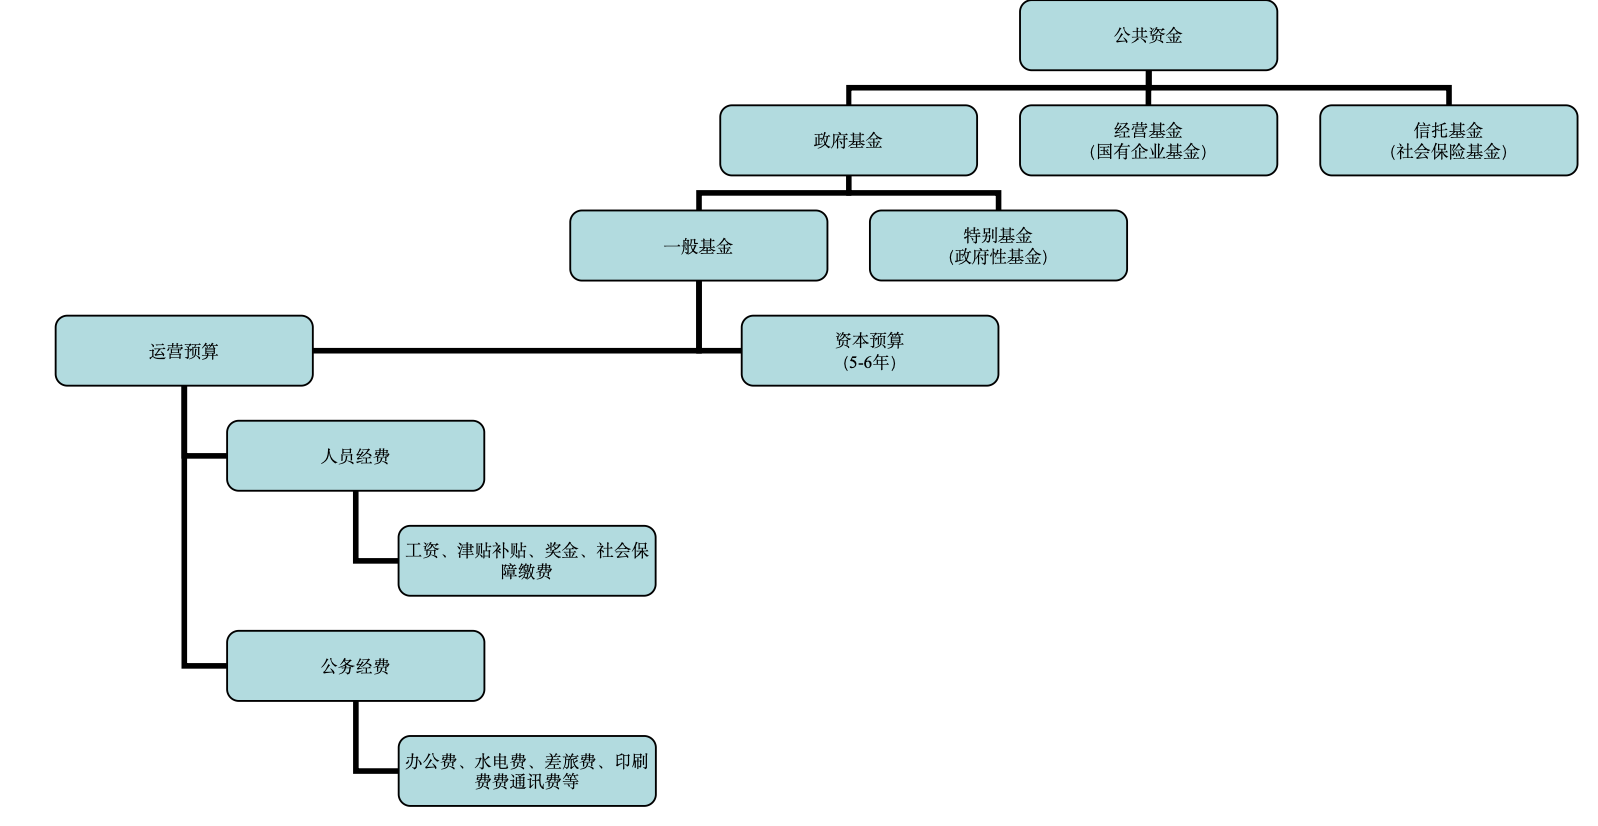 公共资金
政府基金
经营基金
(国有企业基金)
信托基金
(社会保险基金)
一般基金
特别基金
(政府性基金)
运营预算
资本预算
(5-6年)
人员经费
工资、津贴补贴、奖金、社会保
障缴费
公务经费
办公费、水电费、差旅费、印刷
费费通讯费等